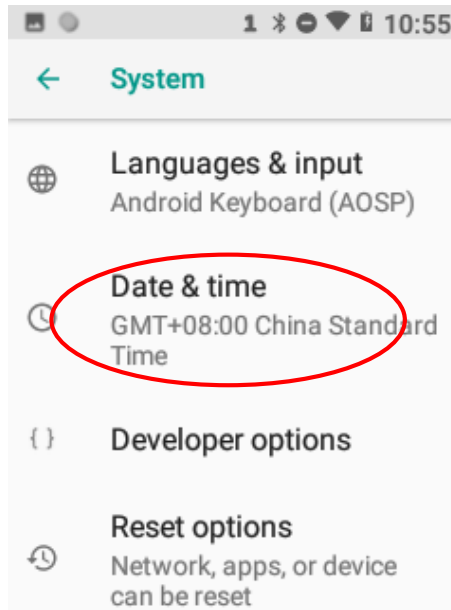 1 10:55
System
Languages & input
Android Keyboard (AOSP)
Date & time
GMT+08:00 China Standard
Time
{ } Developer options
Reset options
Network, apps, or device
can be reset